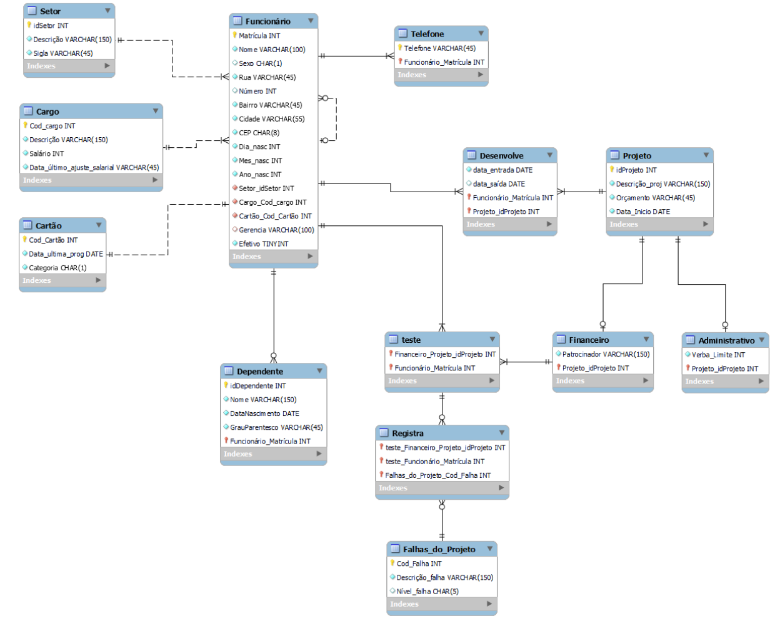 Setor
idSetor INT
Descrição VARCHAR(150)
Sigla VARCHAR(45)
Indexes
Cargo
Cod_cargo INT
Descrição VARCHAR(150)
Salário INT
Data_último_ajuste_salarial VARCHAR(45)
Indexes
Cartão
Cod_Cartão INT
Data_ultima_prog DATE
Categoria CHAR(1)
Indexes
Funcionário
Matrícula INT
Nome VARCHAR(100)
Sexo CHAR(1)
Rua VARCHAR(45)
Número INT
Bairro VARCHAR(45)
Cidade VARCHAR(55)
CEP CHAR(8)
Dia_nasc INT
Mes_nasc INT
Ano_nasc INT
Setor_idSetor INT
Cargo_Cod_cargo INT
Cartão_Cod_Cartão INT
Gerencia VARCHAR(100)
Efetivo TINYINT
Indexes
Telefone
Telefone VARCHAR(45)
Funcionário_Matrícula INT
Indexes
Desenvolve
data_entrada DATE
data_saída DATE
Funcionário_Matrícula INT
Projeto_idProjeto INT
Indexes
Projeto
idProjeto INT
Descrição_proj VARCHAR(150)
Orçamento VARCHAR(45)
Data_Inicio DATE
Indexes
teste
Financeiro_Projeto_idProjeto INT
Funcionário_Matrícula INT
Indexes
Financeiro
Patrocinador VARCHAR(150)
Projeto_idProjeto INT
Indexes
Administrativo
Verba_Limite INT
Projeto_idProjeto INT
Indexes
Dependente
idDependente INT
Nome VARCHAR(150)
DataNascimento DATE
GrauParentesco VARCHAR(45)
Funcionário_Matrícula INT
Indexes
Registra
teste_Financeiro_Projeto_idProjeto INT
teste_Funcionário_Matrícula INT
Falhas_do_Projeto_Cod_Falha INT
Indexes
Falhas_do_Projeto
Cod_Falha INT
Descrição_falha VARCHAR(150)
Nível_falha CHAR(5)
Indexes